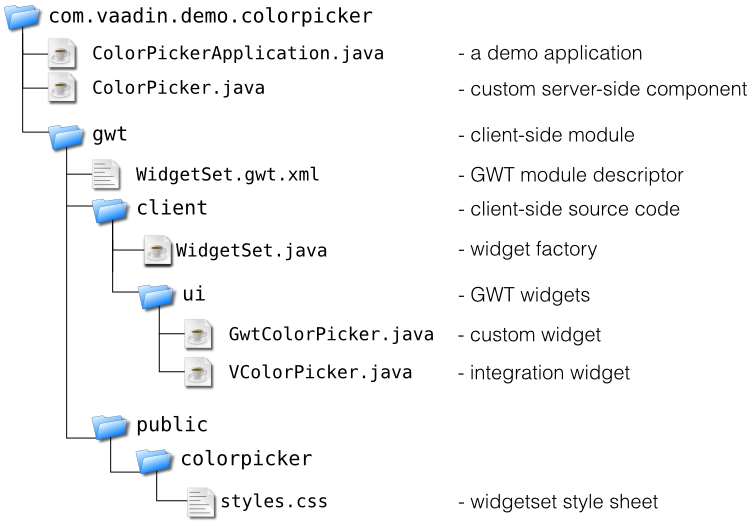 com.vaadin.demo.colorpicker
ColorPickerApplication.java - a demo application
ColorPicker.java - custom server-side component
gwt - client-side module
WidgetSet.gwt.xml - GWT module descriptor
client - client-side source code
WidgetSet.java - widget factory
ui - GWT widgets
GwtColorPicker.java - custom widget
VColorPicker.java - integration widget
public
colorpicker
styles.css - widgetset style sheet